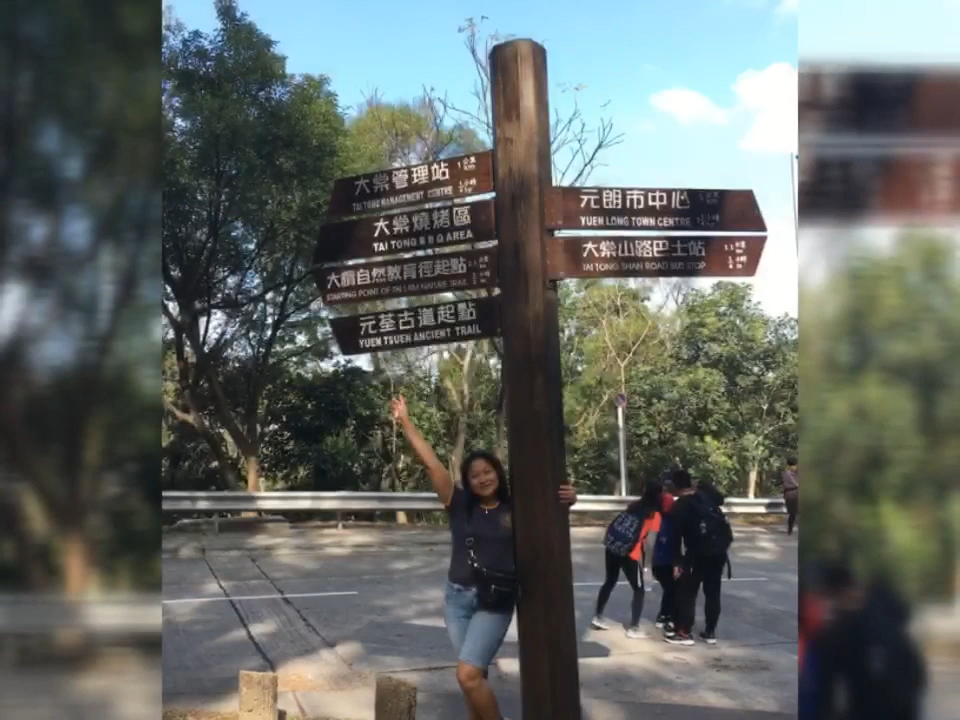 大棠管理站
TAI TONG MANAGEMENT CENTRE
大棠燒烤區
TAI TONG B B Q AREA
大欖自然教育徑起點
STARTING POINT OF TAI LAM NATURE TRAIL
元荃古道起點
YUEN TSUEN ANCIENT TRAIL
元朗市中心
YUEN LONG TOWN CENTRE
大棠山路巴士站
TAI TONG SHAN ROAD BUS STOP